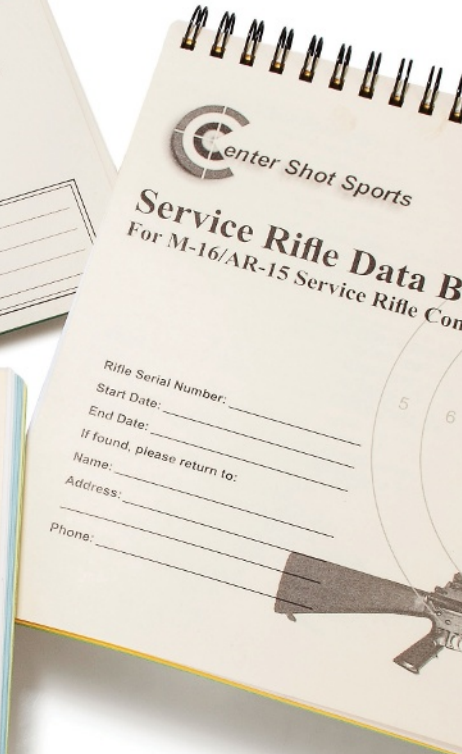 Center Shot Sports
Service Rifle Data B
For M-16/AR-15 Service Rifle Con
Rifle Serial Number:
Start Date:
End Date:
If found, please return to:
Name:
Address:
Phone:
5
6